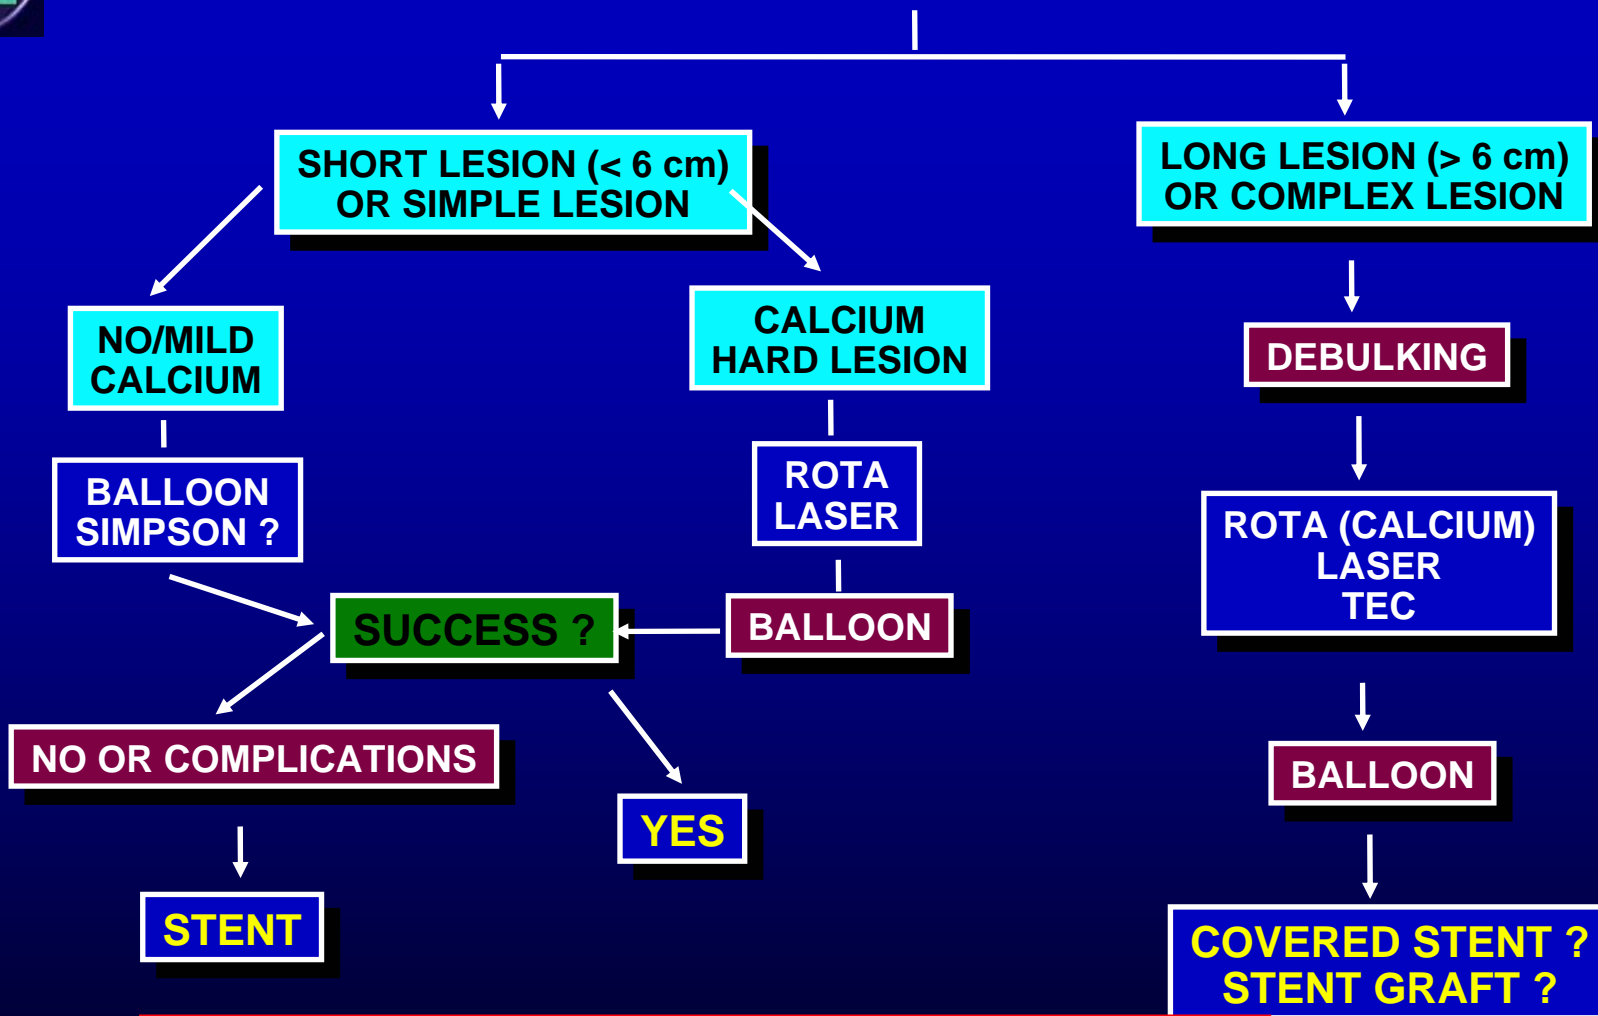 SHORT LESION (< 6 cm)
OR SIMPLE LESION
LONG LESION (> 6 cm)
OR COMPLEX LESION
NO/MILD
CALCIUM
CALCIUM
HARD LESION
DEBULKING
BALLOON
SIMPSON ?
ROTA
LASER
ROTA (CALCIUM)
LASER
TEC
SUCCESS ?
BALLOON
NO OR COMPLICATIONS
YES
BALLOON
STENT
COVERED STENT ?
STENT GRAFT ?